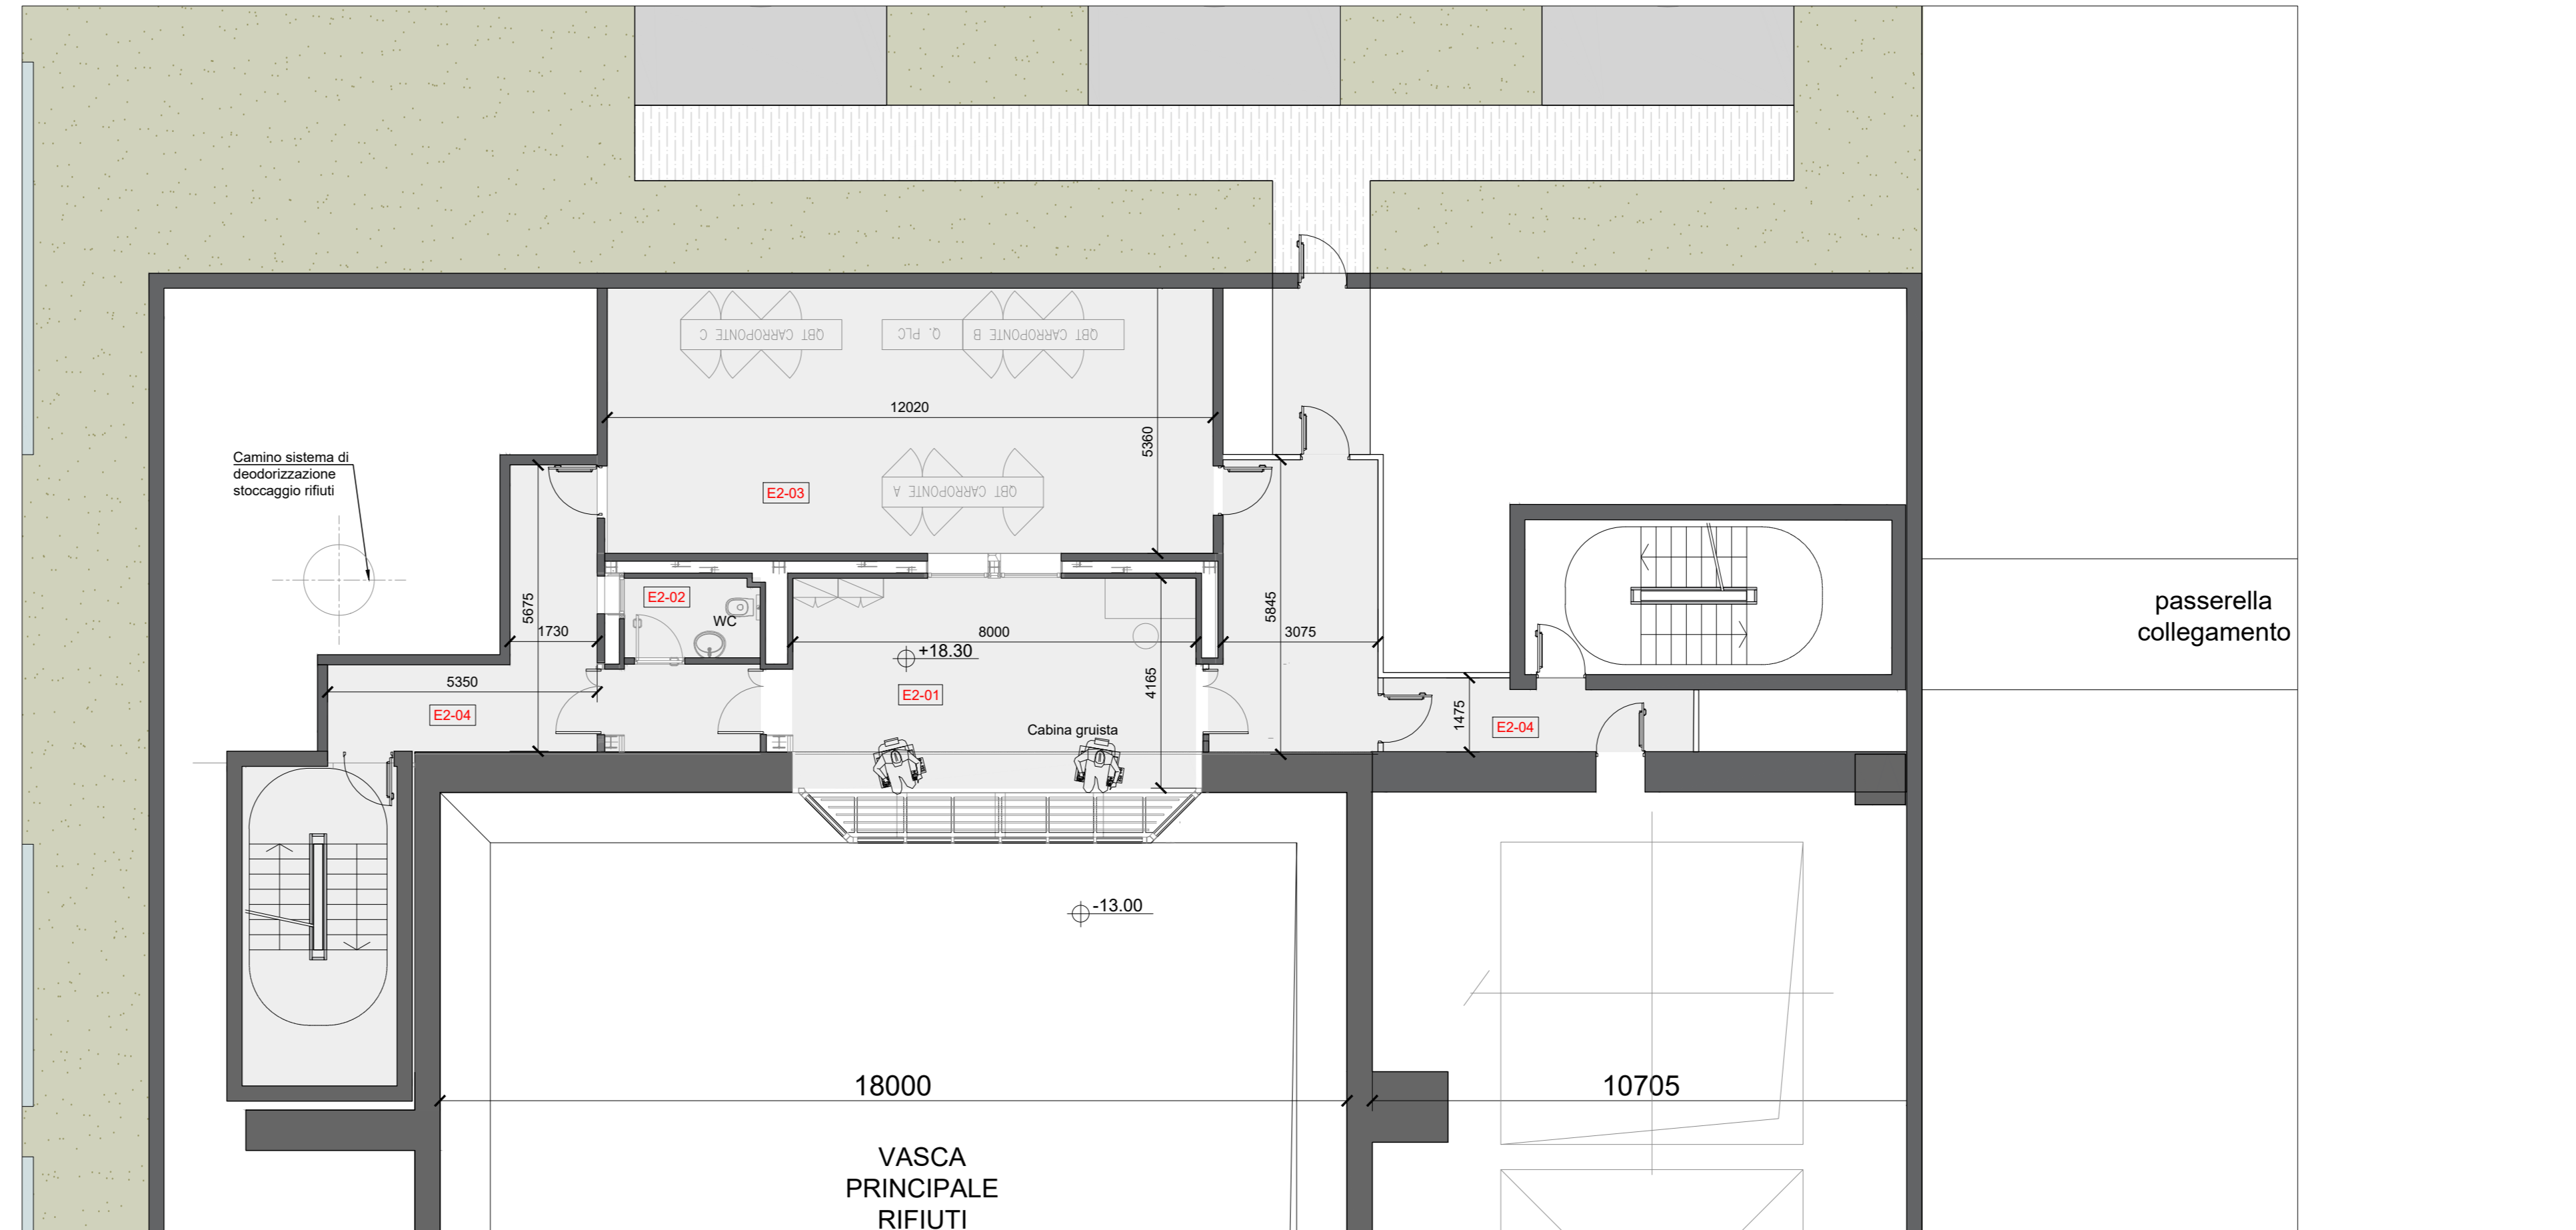 QBT CARROPONTE C
Q. PLC
QBT CARROPONTE B
12020
5360
Camino sistema di
deodorizzazione
stoccaggio rifiuti
E2-03
QBT CARROPONTE A
E2-02
WC
5675
1730
8000
5845
3075
passerella
collegamento
+18.30
5350
E2-01
4165
E2-04
Cabina gruista
1475
E2-04
-13.00
18000
10705
VASCA
PRINCIPALE
RIFIUTI